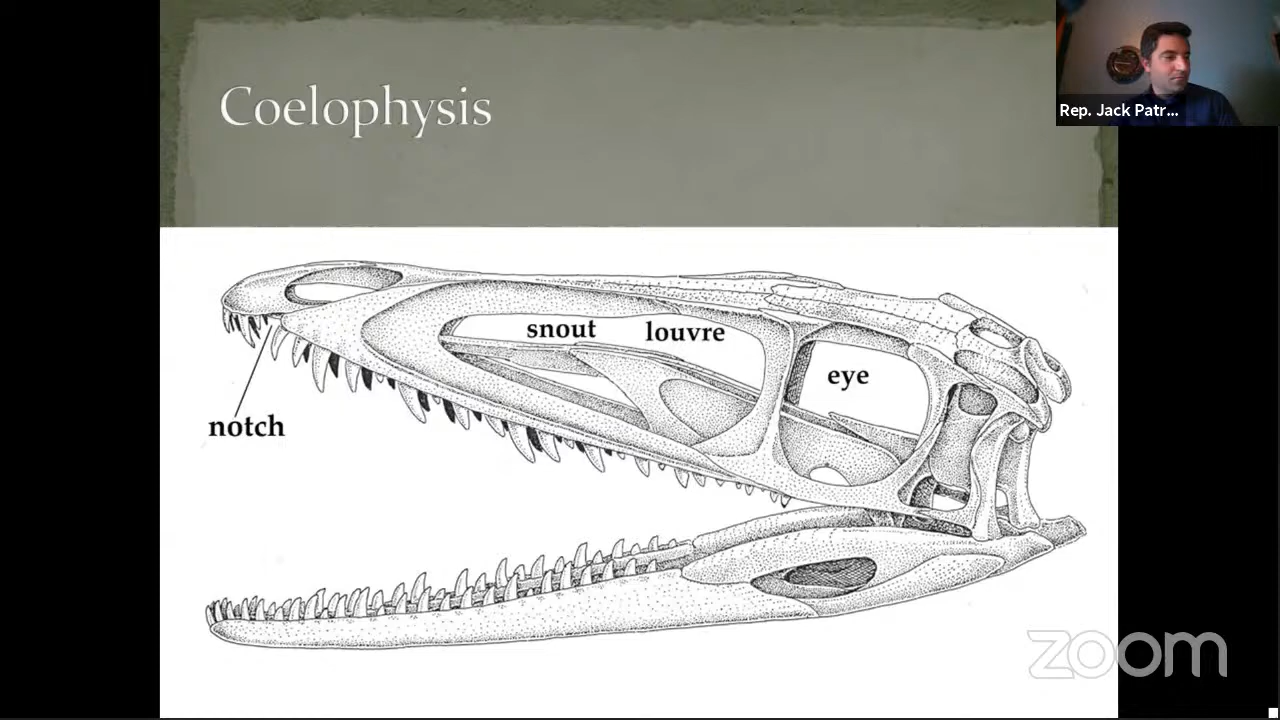 Coelophysis
Rep. Jack Patr...
snout louvre
eye
notch
zoom